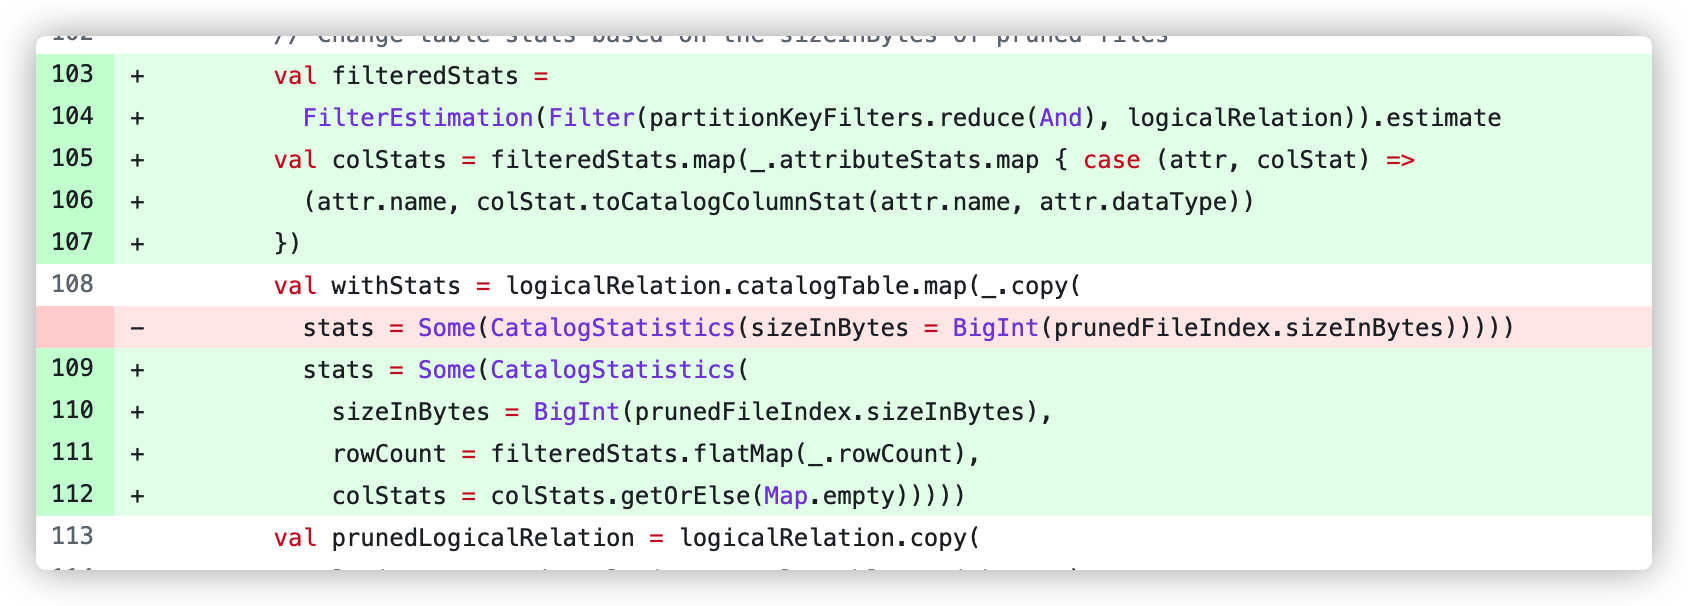 102 // Change table stats based on the sizeInBytes of pruned files
103 + val filteredStats =
104 + FilterEstimation(Filter(partitionKeyFilters.reduce(And), logicalRelation)).estimate
105 + val colStats = filteredStats.map(_.attributeStats.map { case (attr, colStat) =>
106 + (attr.name, colStat.toCatalogColumnStat(attr.name, attr.dataType))
107 + })
108 val withStats = logicalRelation.catalogTable.map(_.copy(
- stats = Some(CatalogStatistics(sizeInBytes = BigInt(prunedFileIndex.sizeInBytes)))))
109 + stats = Some(CatalogStatistics(
110 + sizeInBytes = BigInt(prunedFileIndex.sizeInBytes),
111 + rowCount = filteredStats.flatMap(_.rowCount),
112 + colStats = colStats.getOrElse(Map.empty)))))
113 val prunedLogicalRelation = logicalRelation.copy(